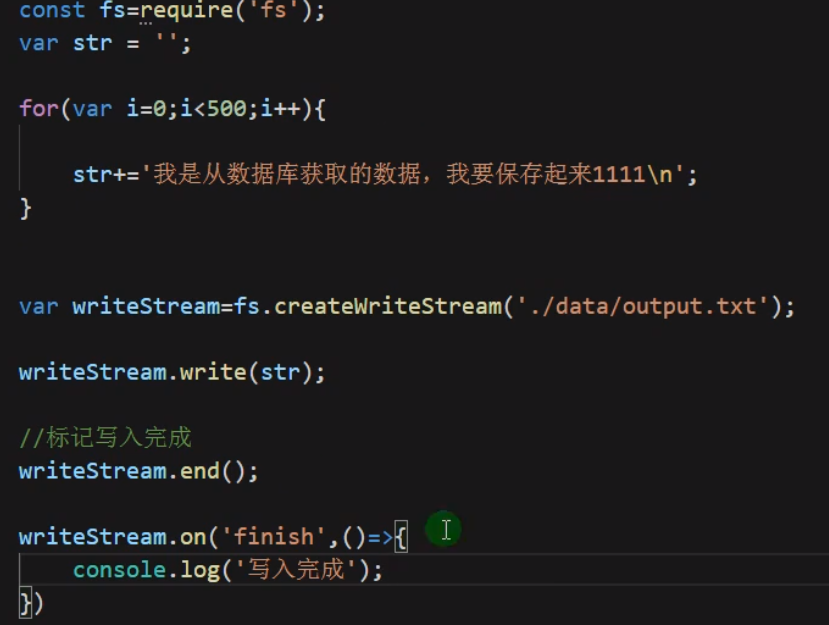 const fs=require('fs');
var str = '';
for(var i=0;i<500;i++){
str+='我是从数据库获取的数据，我要保存起来1111\n';
}
var writeStream=fs.createWriteStream('./data/output.txt');
writeStream.write(str);
//标记写入完成
writeStream.end();
writeStream.on('finish',()=>{
console.log('写入完成');
})